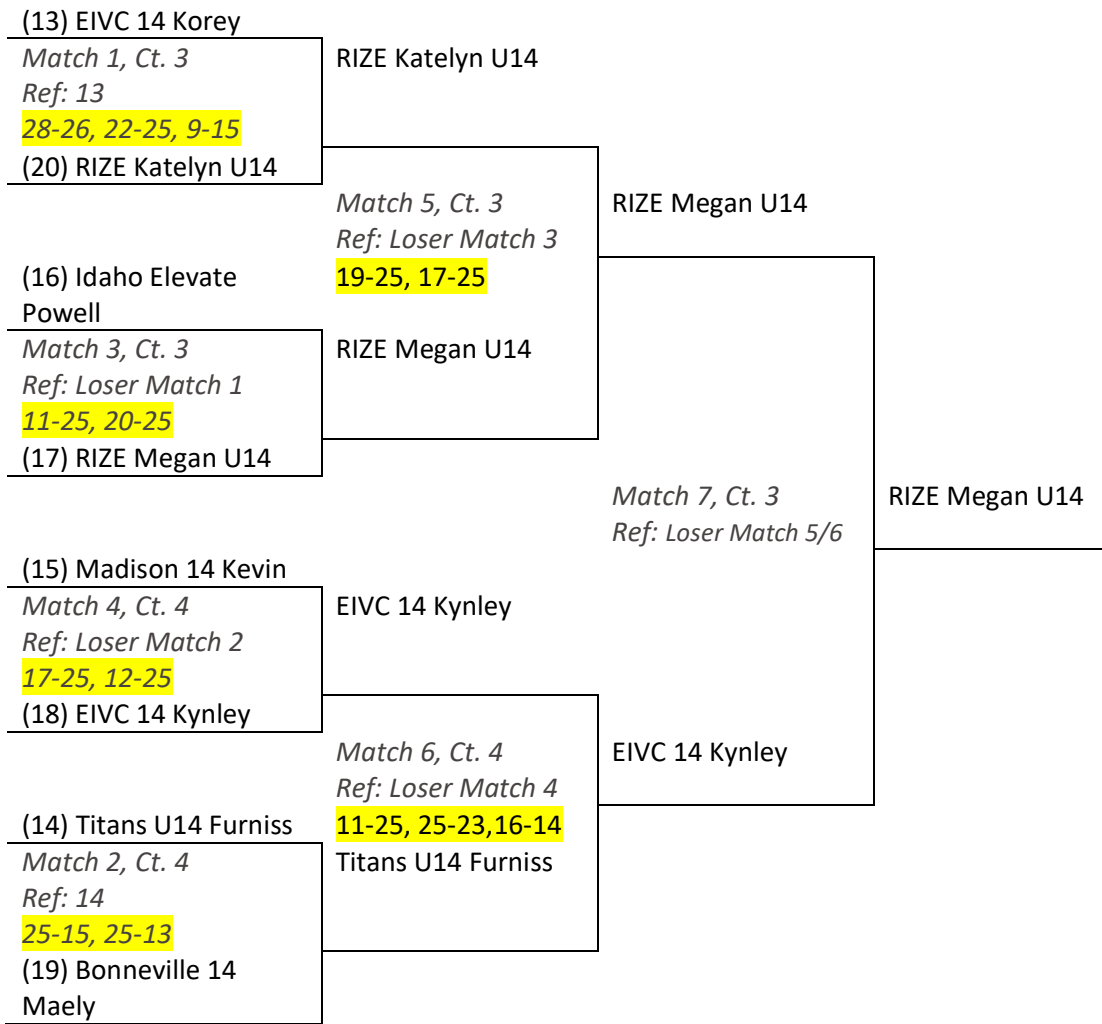 (13) EIVC 14 Korey
Match 1, Ct. 3
Ref: 13
28-26, 22-25, 9-15
(20) RIZE Katelyn U14
RIZE Katelyn U14
Match 5, Ct. 3
Ref: Loser Match 3
19-25, 17-25
RIZE Megan U14
(16) Idaho Elevate
Powell
Match 3, Ct. 3
Ref: Loser Match 1
11-25, 20-25
(17) RIZE Megan U14
RIZE Megan U14
Match 7, Ct. 3
Ref: Loser Match 5/6
RIZE Megan U14
(15) Madison 14 Kevin
Match 4, Ct. 4
Ref: Loser Match 2
17-25, 12-25
(18) EIVC 14 Kynley
EIVC 14 Kynley
Match 6, Ct. 4
Ref: Loser Match 4
11-25, 25-23,16-14
Titans U14 Furniss
EIVC 14 Kynley
(14) Titans U14 Furniss
Match 2, Ct. 4
Ref: 14
25-15, 25-13
(19) Bonneville 14
Maely